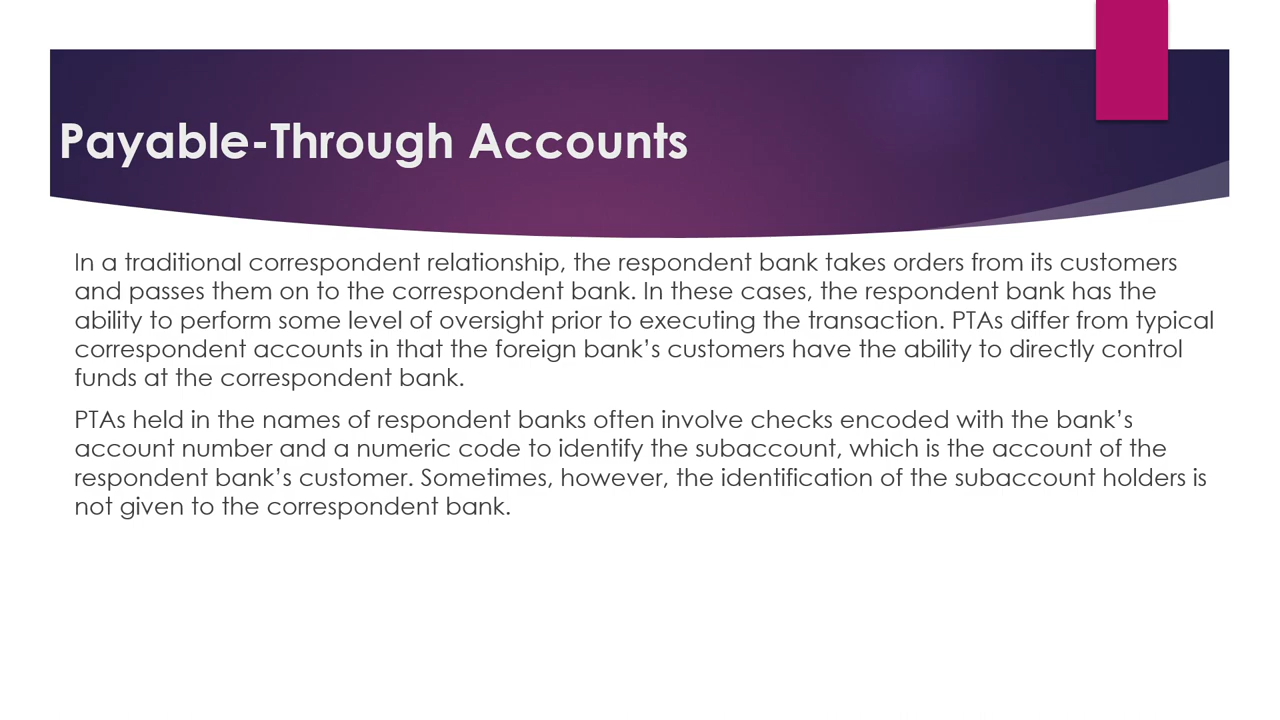 Payable-Through Accounts
In a traditional correspondent relationship, the respondent bank takes orders from its customers
and passes them on to the correspondent bank. In these cases, the respondent bank has the
ability to perform some level of oversight prior to executing the transaction. PTAs differ from typical
correspondent accounts in that the foreign bank’s customers have the ability to directly control
funds at the correspondent bank.
PTAs held in the names of respondent banks often involve checks encoded with the bank’s
account number and a numeric code to identify the subaccount, which is the account of the
respondent bank’s customer. Sometimes, however, the identification of the subaccount holders is
not given to the correspondent bank.